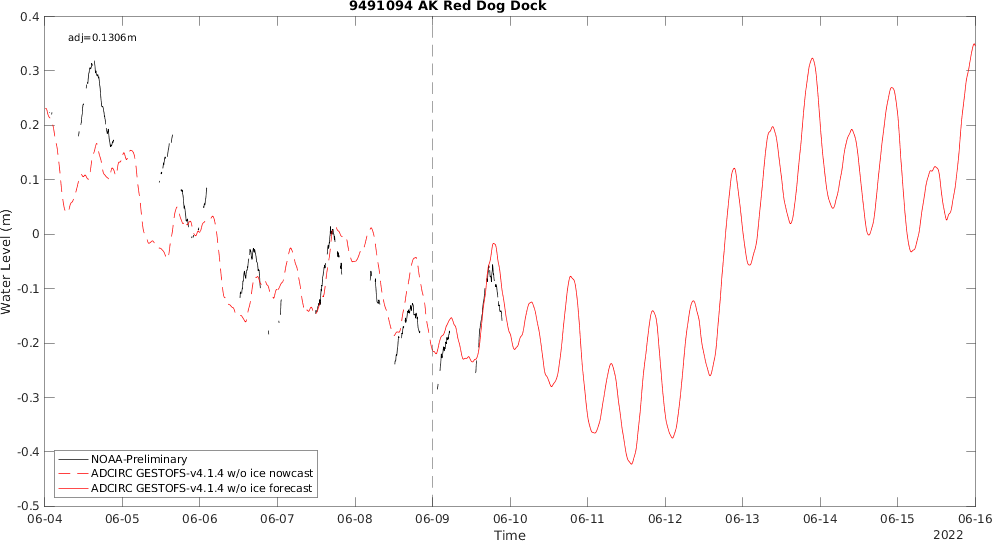 9491094 AK Red Dog Dock
adj=0.1306m
0.4
0.3
0.2
0.1
0
-0.1
-0.2
-0.3
-0.4
-0.5
Water Level (m)
NOAA-Preliminary
ADCIRC GESTOFS-v4.1.4 w/o ice nowcast
ADCIRC GESTOFS-v4.1.4 w/o ice forecast
06-04 06-05 06-06 06-07 06-08 06-09 06-10 06-11 06-12 06-13 06-14 06-15 06-16
Time
2022